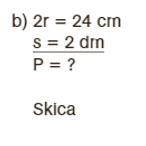 b) 2r = 24 cm
s = 2 dm
P = ?
Skica